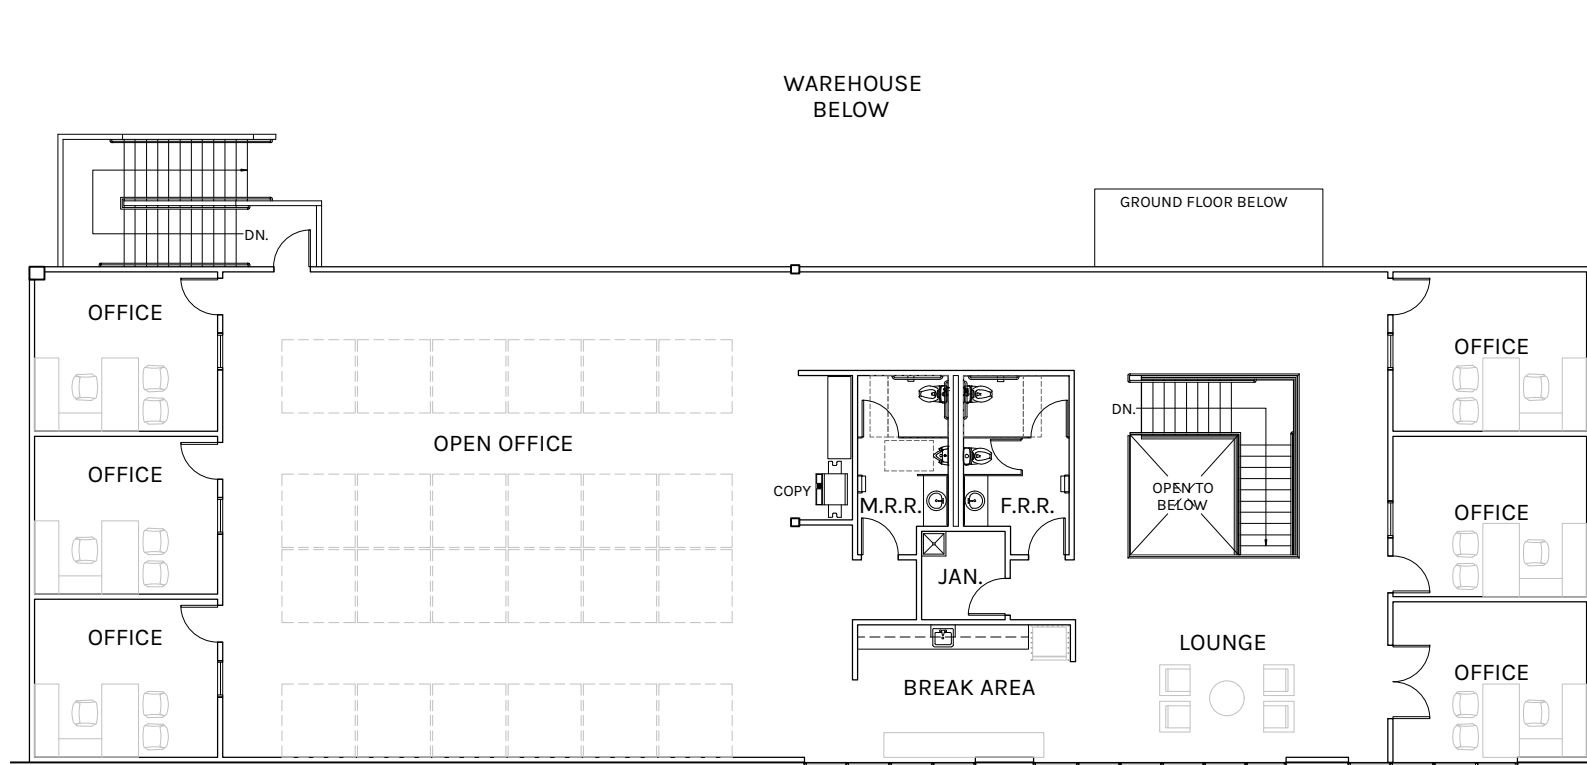 WAREHOUSE
BELOW
GROUND FLOOR BELOW
DN.
OFFICE
OFFICE
DN.
OPEN OFFICE
OFFICE
COPY
M.R.R.
F.R.R.
OPEN TO
BELOW
OFFICE
JAN.
OFFICE
LOUNGE
BREAK AREA
OFFICE